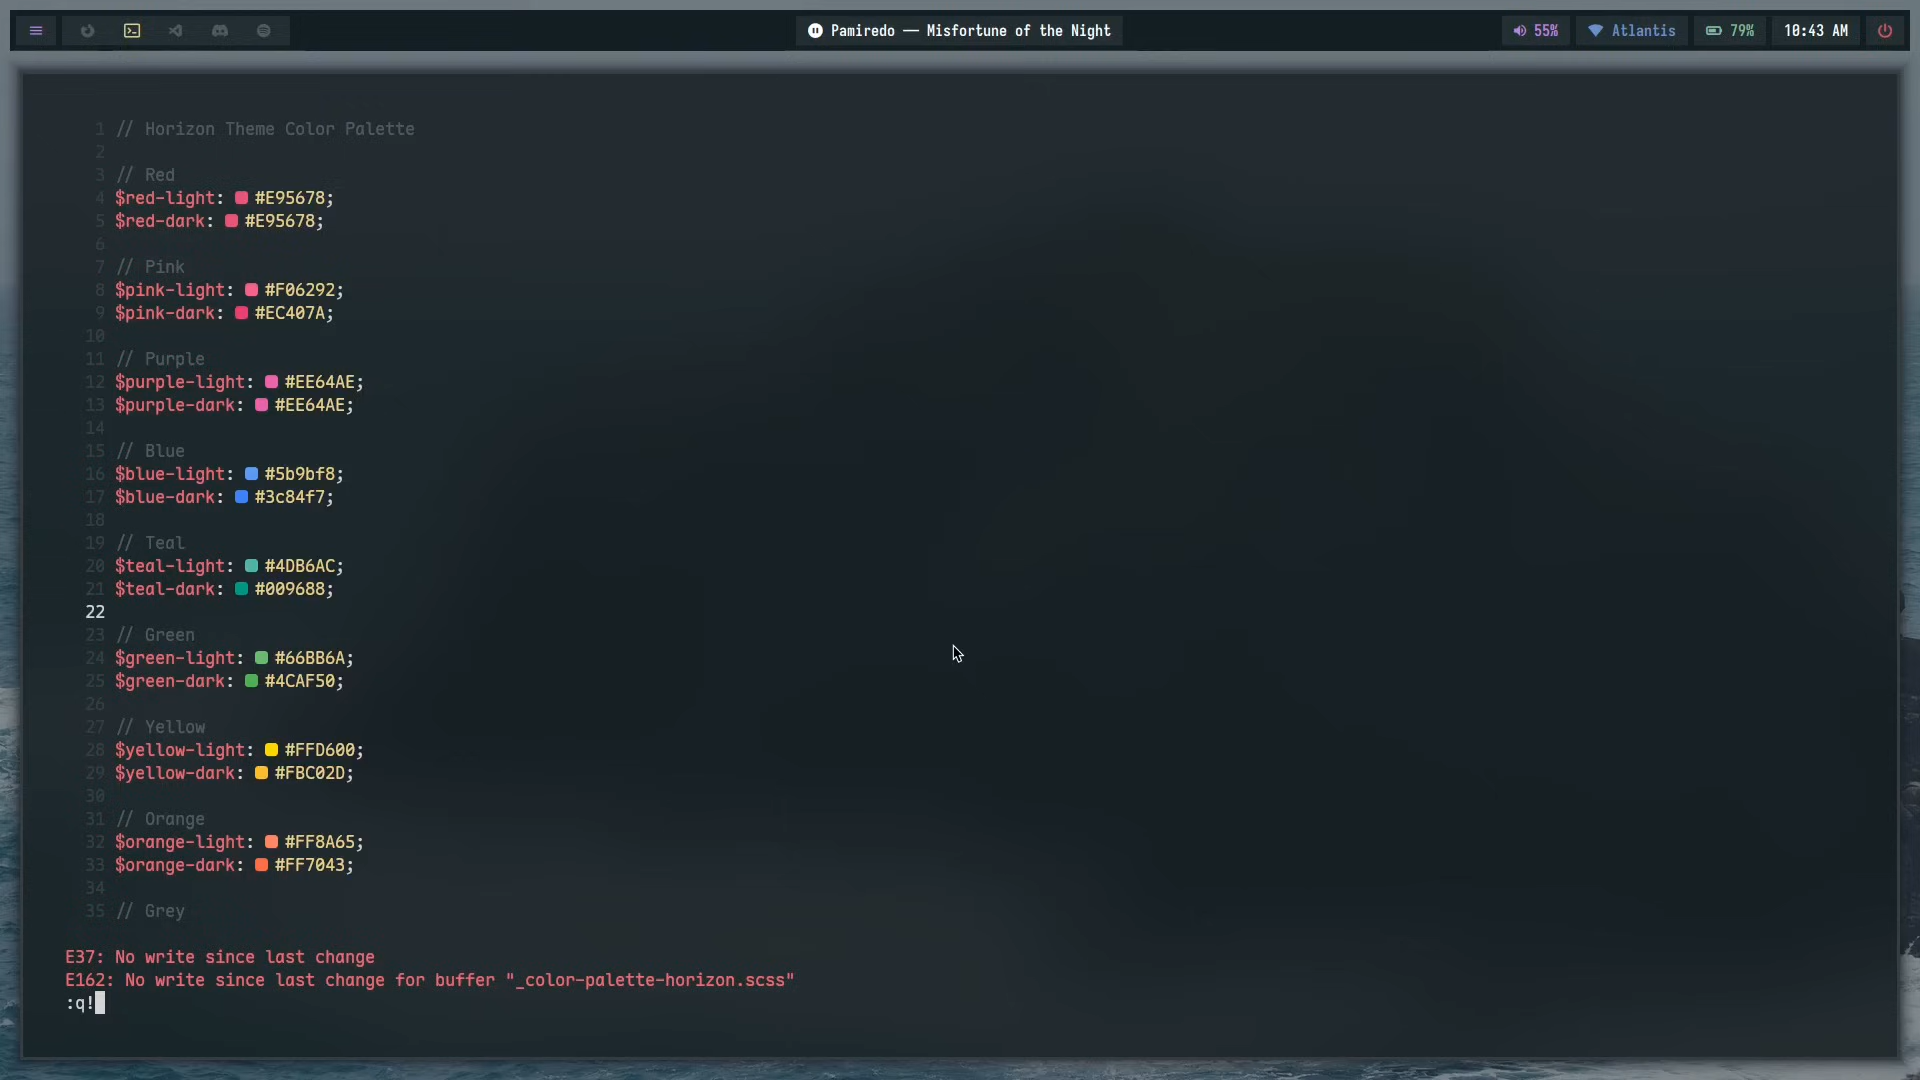 Pamiredo — Misfortune of the Night
55%
Atlantis
79%
10:43 AM
1 // Horizon Theme Color Palette
2
3 // Red
4 $red-light: #E95678;
5 $red-dark: #E95678;
6
7 // Pink
8 $pink-light: #F06292;
9 $pink-dark: #EC407A;
10
11 // Purple
12 $purple-light: #EE64AE;
13 $purple-dark: #EE64AE;
14
15 // Blue
16 $blue-light: #5b9bf8;
17 $blue-dark: #3c84f7;
18
19 // Teal
20 $teal-light: #4DB6AC;
21 $teal-dark: #009688;
22
23 // Green
24 $green-light: #66BB6A;
25 $green-dark: #4CAF50;
26
27 // Yellow
28 $yellow-light: #FFD600;
29 $yellow-dark: #FBC02D;
30
31 // Orange
32 $orange-light: #FF8A65;
33 $orange-dark: #FF7043;
34
35 // Grey
E37: No write since last change
E162: No write since last change for buffer "_color-palette-horizon.scss"
:q!